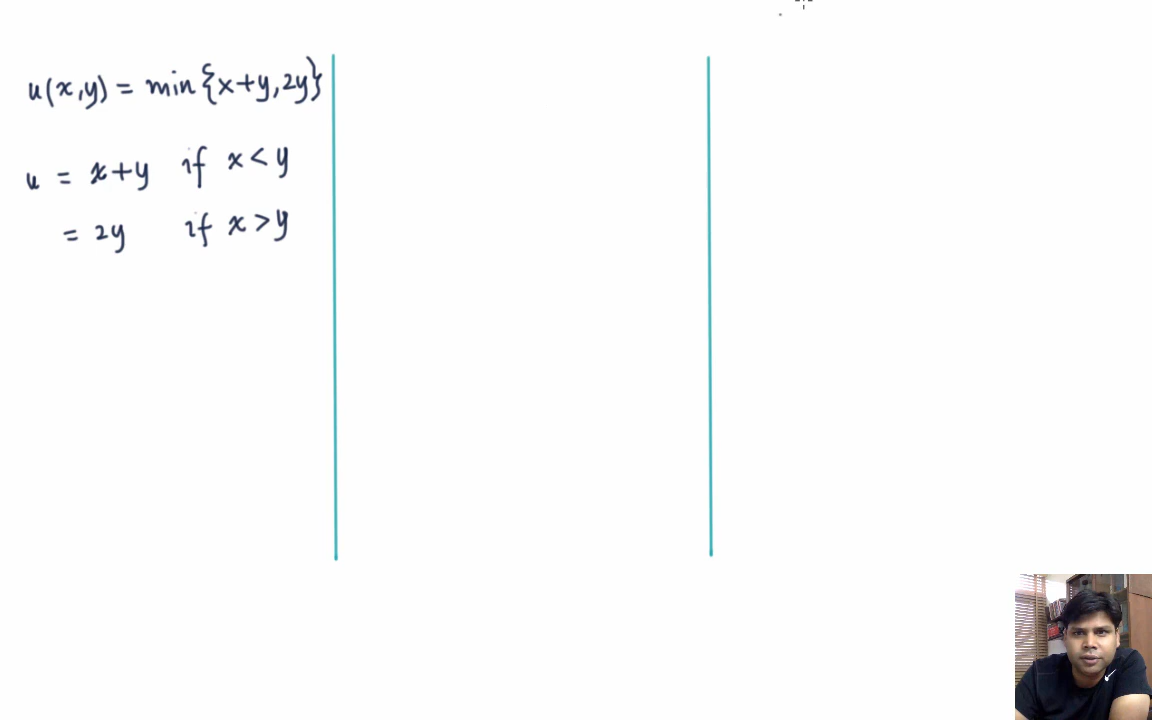 u(x,y) = min{x+y,2y}
u = x+y if x<y
= 2y if x>y